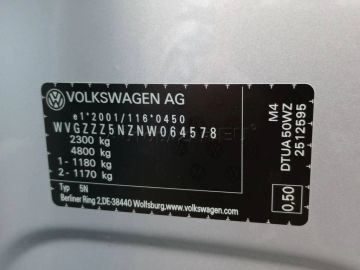 VOLKSWAGEN AG
e1*2001/116*0450
WVGZZZ5NZNW064578
2300 kg
4800 kg
1 - 1180 kg
2 - 1170 kg
Typ 5N
Berliner Ring 2,DE-38440 Wolfsburg,www.volkswagen.de
M4
DTUA50WZ
2512595
0,50